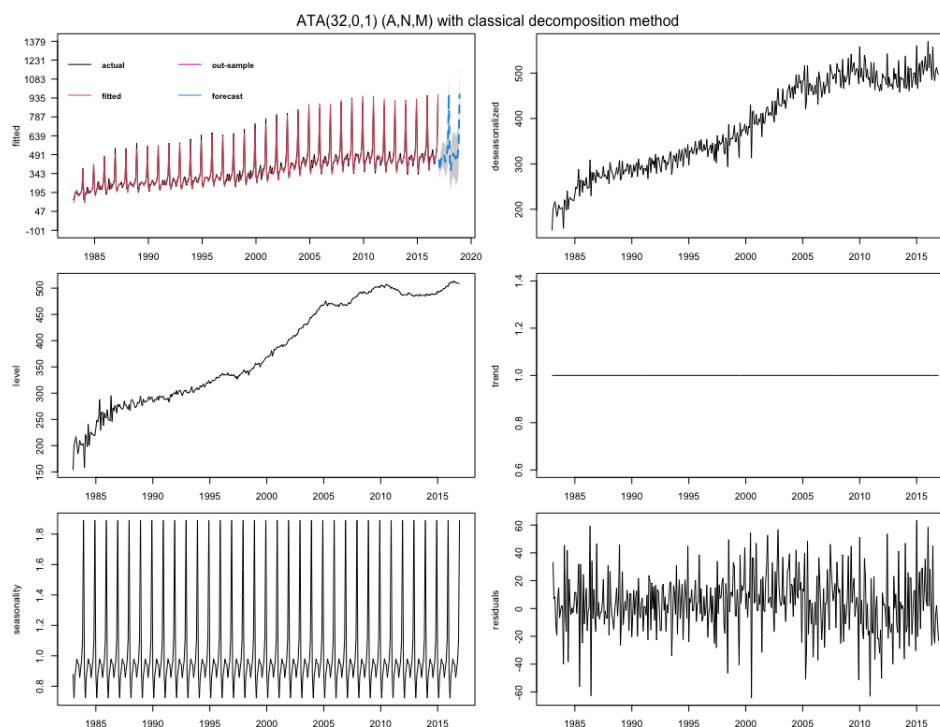 ATA(32,0,1) (A,N,M) with classical decomposition method
1379
1231
1083
935
787
639
491
343
195
47
-101
fitted
actual
out-sample
fitted
forecast
1985 1990 1995 2000 2005 2010 2015 2020
500
400
300
200
deseasonalized
1985 1990 1995 2000 2005 2010 2015
500
450
400
350
300
250
200
150
level
1985 1990 1995 2000 2005 2010 2015
1.4
1.2
1.0
0.8
0.6
trend
1985 1990 1995 2000 2005 2010 2015
1.8
1.6
1.4
1.2
1.0
0.8
seasonality
1985 1990 1995 2000 2005 2010 2015
60
40
20
0
-20
-40
-60
residuals
1985 1990 1995 2000 2005 2010 2015